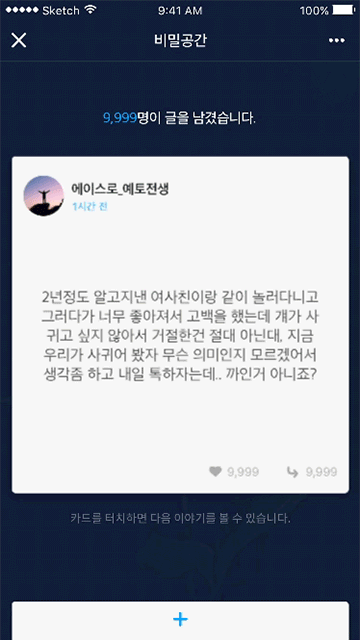 Sketch 9:41 AM 100%
비밀공간
9,999명이 글을 남겼습니다.
에이스로_예토전생
1시간 전
2년정도 알고지낸 여사친이랑 같이 놀러다니고
그러다가 너무 좋아져서 고백을 했는데 걔가 사
귀고 싶지 않아서 거절한건 절대 아닌대, 지금
우리가 사귀어 봤자 무슨 의미인지 모르겠어서
생각좀 하고 내일 톡하자는데.. 까인거 아니죠?
9,999 9,999
카드를 터치하면 다음 이야기를 볼 수 있습니다.